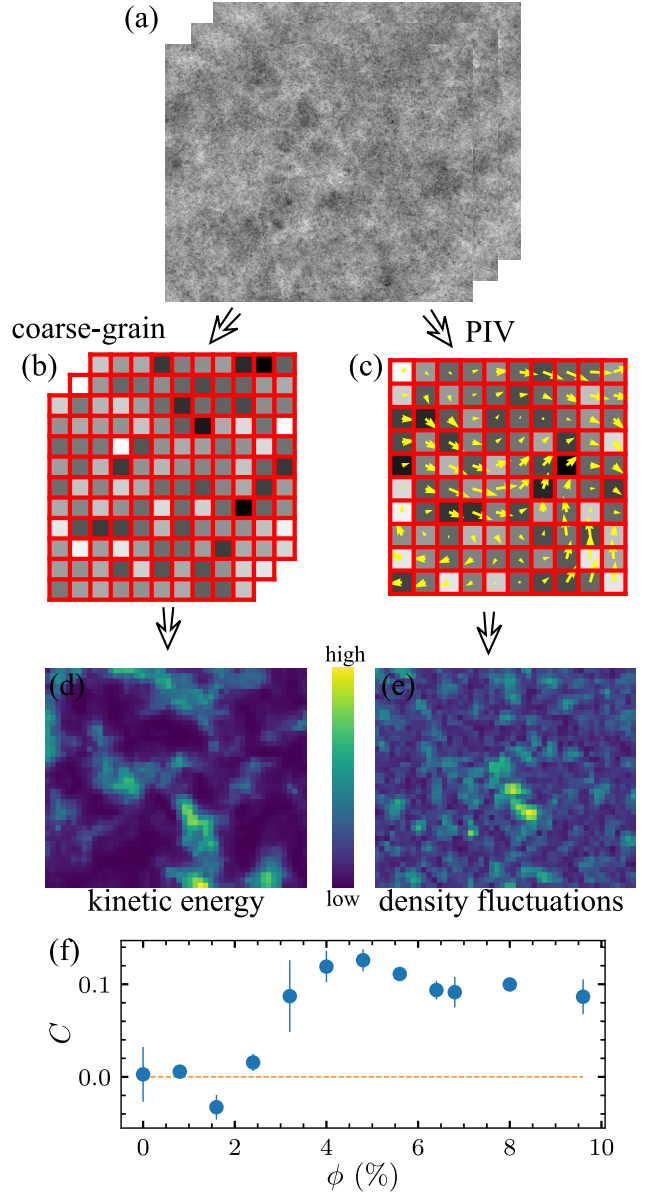 (a)
coarse-grain
PIV
(b)
(c)
high
(d)
(e)
low
kinetic energy
density fluctuations
(f)
0.1
0.0
C
0
2
4
6
8
10
ϕ (%)